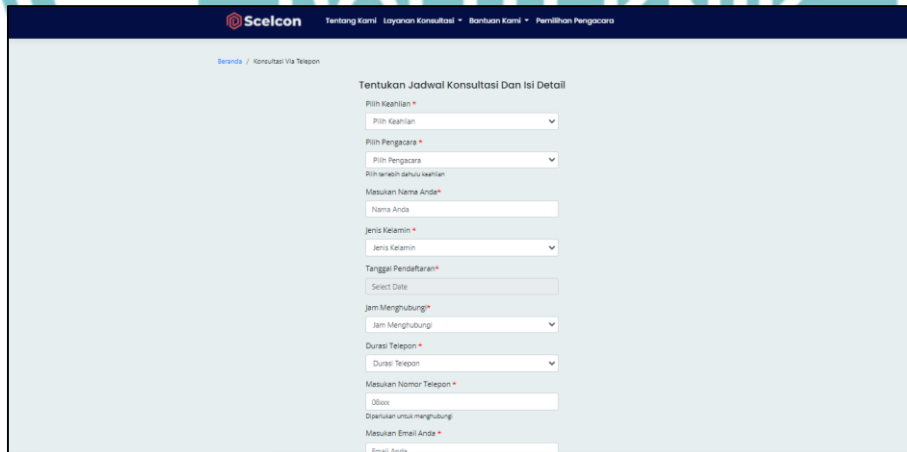 Scelcon Tentang Kami Layanan Konsultasi Bantuan Kami Pemilihan Pengacara
Beranda / Konsultasi Via Telepon
Tentukan Jadwal Konsultasi Dan Isi Detail
Pilih Keahlian *
Pilih Keahlian
Pilih Pengacara *
Pilih Pengacara
Pilih terlebih dahulu keahlian
Masukan Nama Anda*
Nama Anda
Jenis Kelamin *
Jenis Kelamin
Tanggal Pendaftaran*
Select Date
Jam Menghubungi*
Jam Menghubungi
Durasi Telepon *
Durasi Telepon
Masukan Nomor Telepon *
08xxx
Diperlukan untuk menghubungi
Masukan Email Anda *
Email Anda